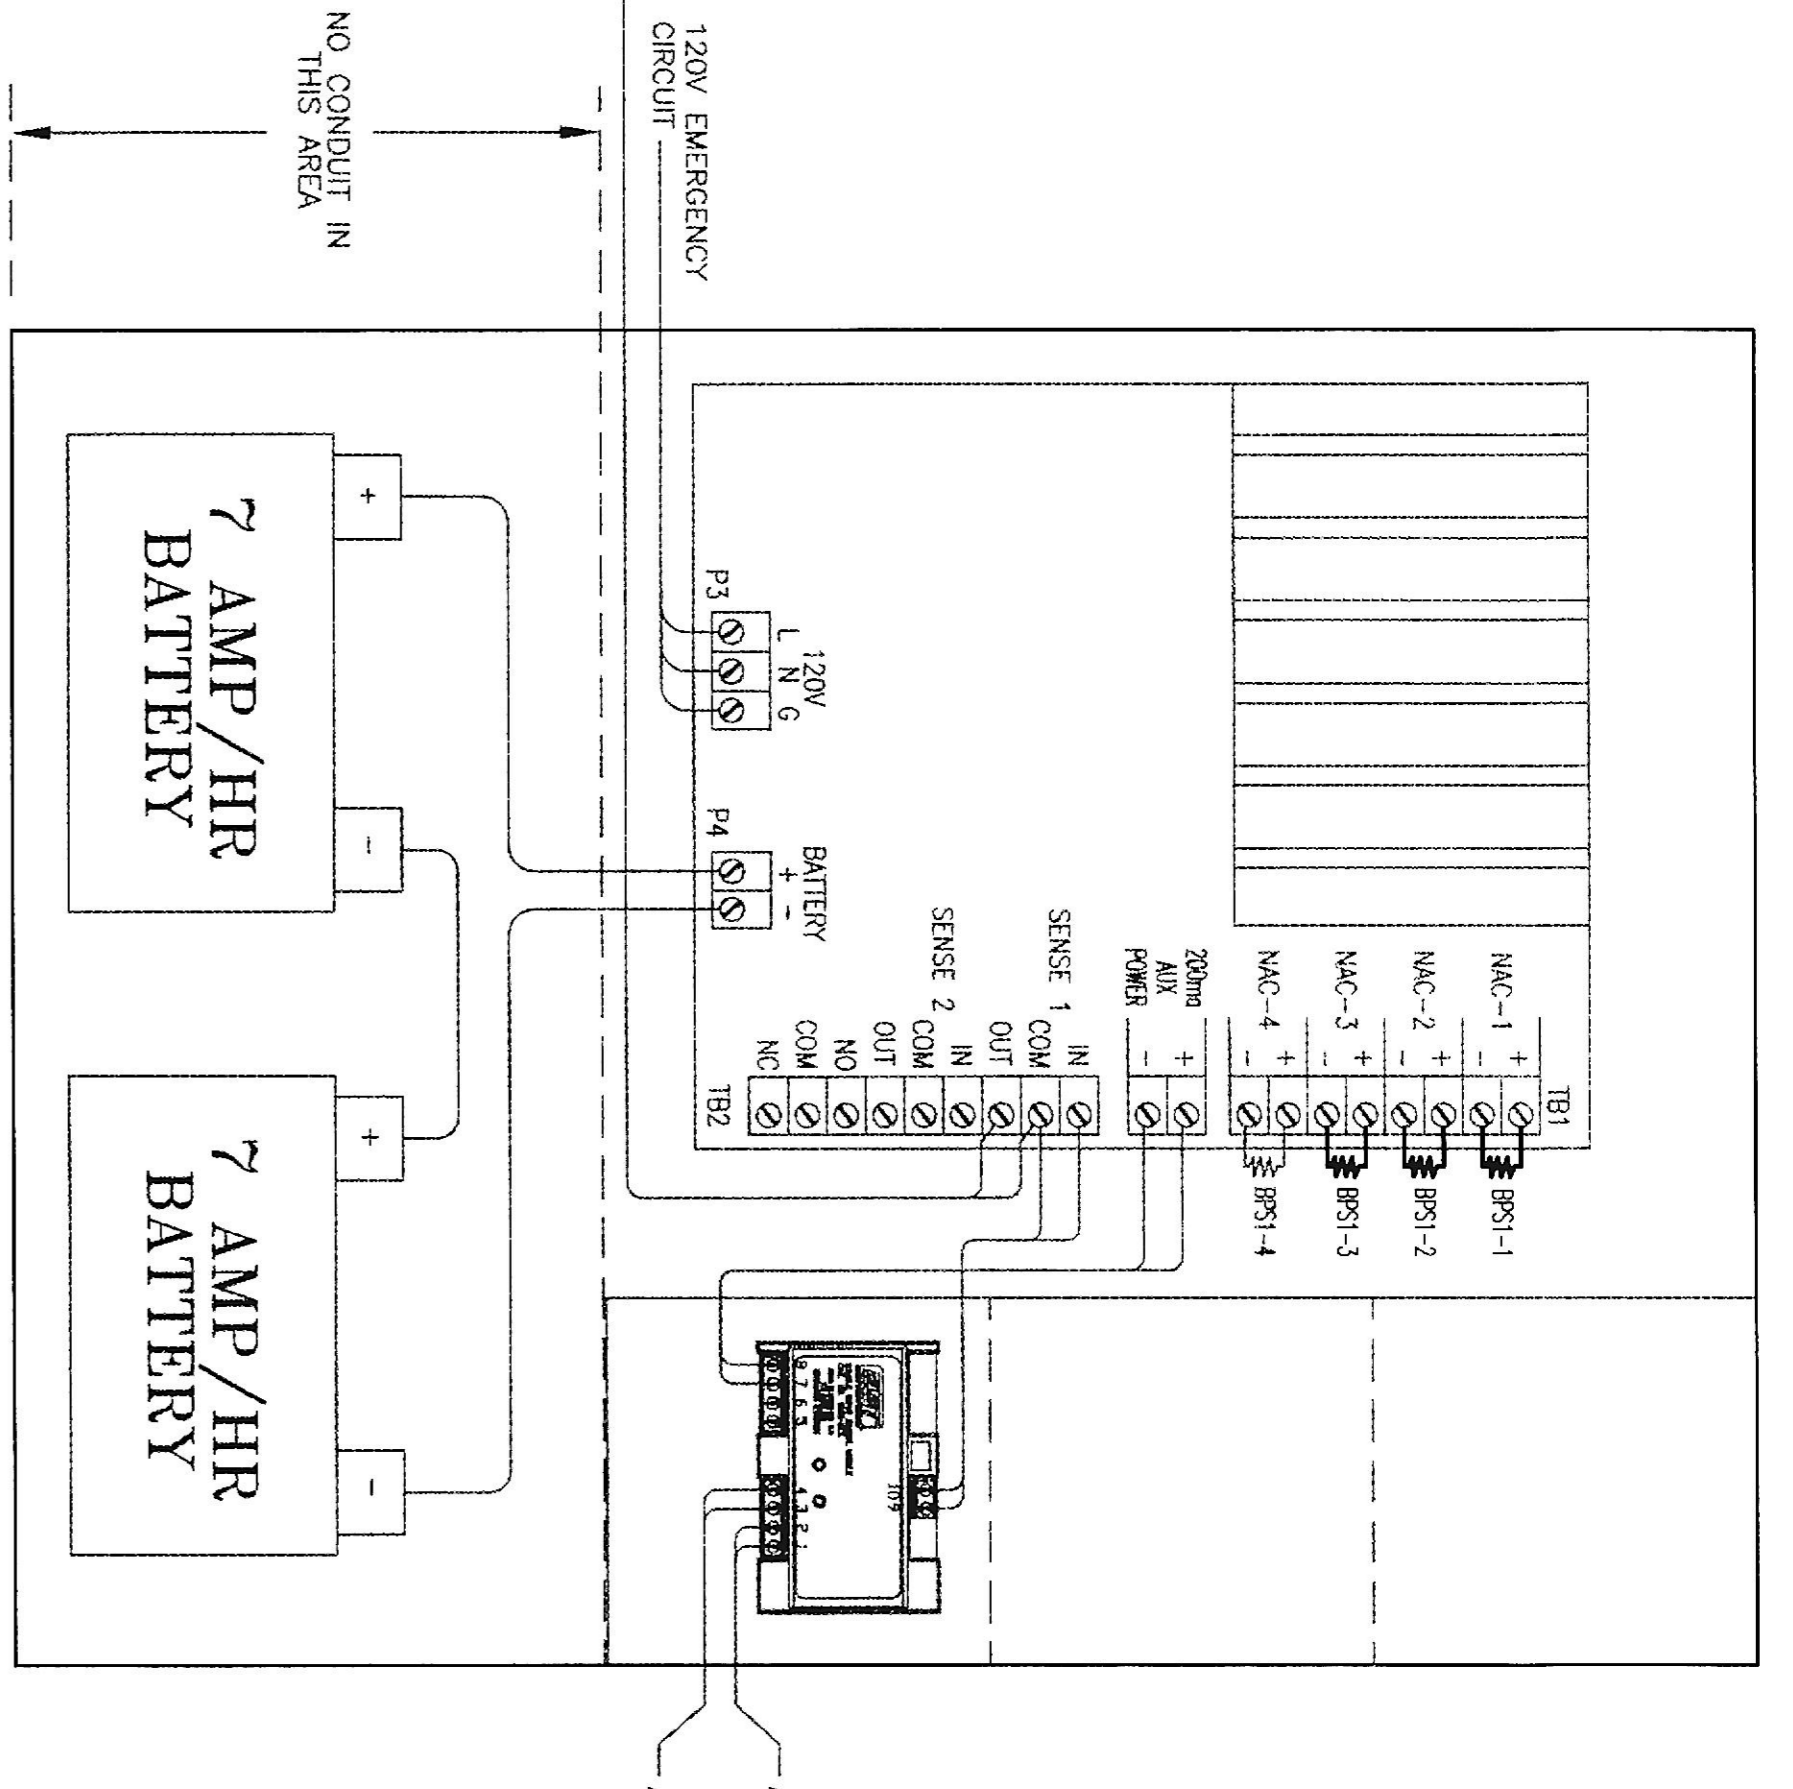 120V EMERGENCY
CIRCUIT
NO CONDUIT IN
THIS AREA
TB1
NAC-1
+
-
NAC-2
+
-
NAC-3
+
-
NAC-4
+
-
BPS1-1
BPS1-2
BPS1-3
BPS1-4
200ma
AUX
POWER
+
-
SENSE 1
IN
COM
OUT
SENSE 2
IN
COM
OUT
NO
COM
NC
TB2
P3
120V
L N G
P4
BATTERY
+ -
+
-
7 AMP/HR
BATTERY
+
-
7 AMP/HR
BATTERY
8 7 6 5
4 3 2 1
10 9